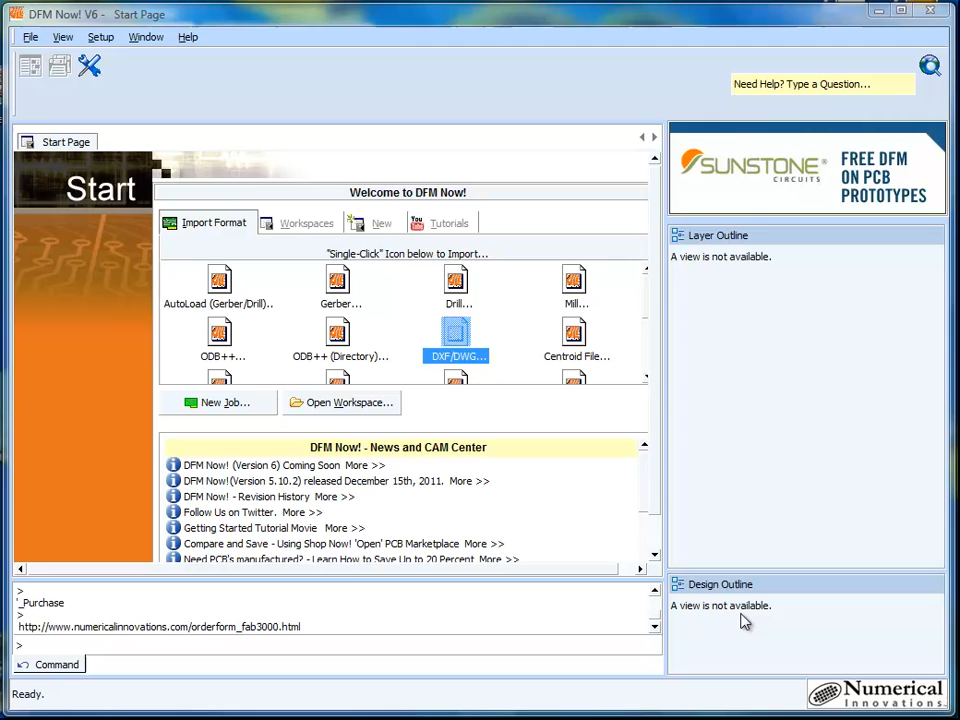 DFM Now! V6 - Start Page
File View Setup Window Help
Need Help? Type a Question...
Start Page
Start
Welcome to DFM Now!
Import Format Workspaces New You Tube Tutorials
"Single-Click" Icon below to Import...
AutoLoad (Gerber/Drill).. Gerber... Drill... Mill...
ODB++... ODB++ (Directory)... DXF/DWG... Centroid File...
New Job... Open Workspace...
DFM Now! - News and CAM Center
DFM Now! (Version 6) Coming Soon More >>
DFM Now!(Version 5.10.2) released December 15th, 2011. More >>
DFM Now! - Revision History More >>
Follow Us on Twitter. More >>
Getting Started Tutorial Movie More >>
Compare and Save - Using Shop Now! 'Open' PCB Marketplace More >>
Need PCB's manufactured? - Learn How to Save Up to 20 Percent More >>
>
'_Purchase
>
http://www.numericalinnovations.com/orderform_fab3000.html
>
Command
Ready.
SUNSTONE®
CIRCUITS
FREE DFM
ON PCB
PROTOTYPES
Layer Outline
A view is not available.
Design Outline
A view is not available.
Numerical
Innovations.